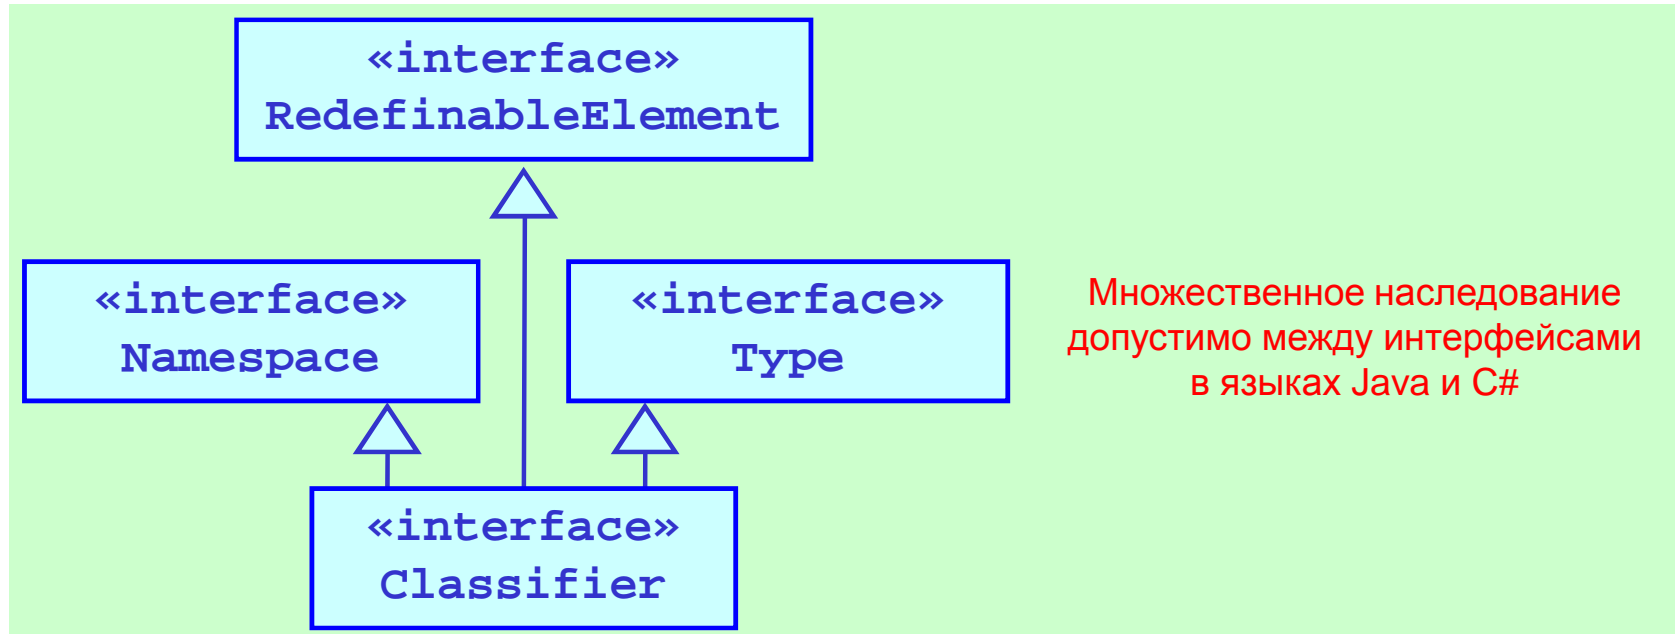 «interface»
RedefinableElement
«interface»
Namespace
«interface»
Type
Множественное наследование
допустимо между интерфейсами
в языках Java и C#
«interface»
Classifier